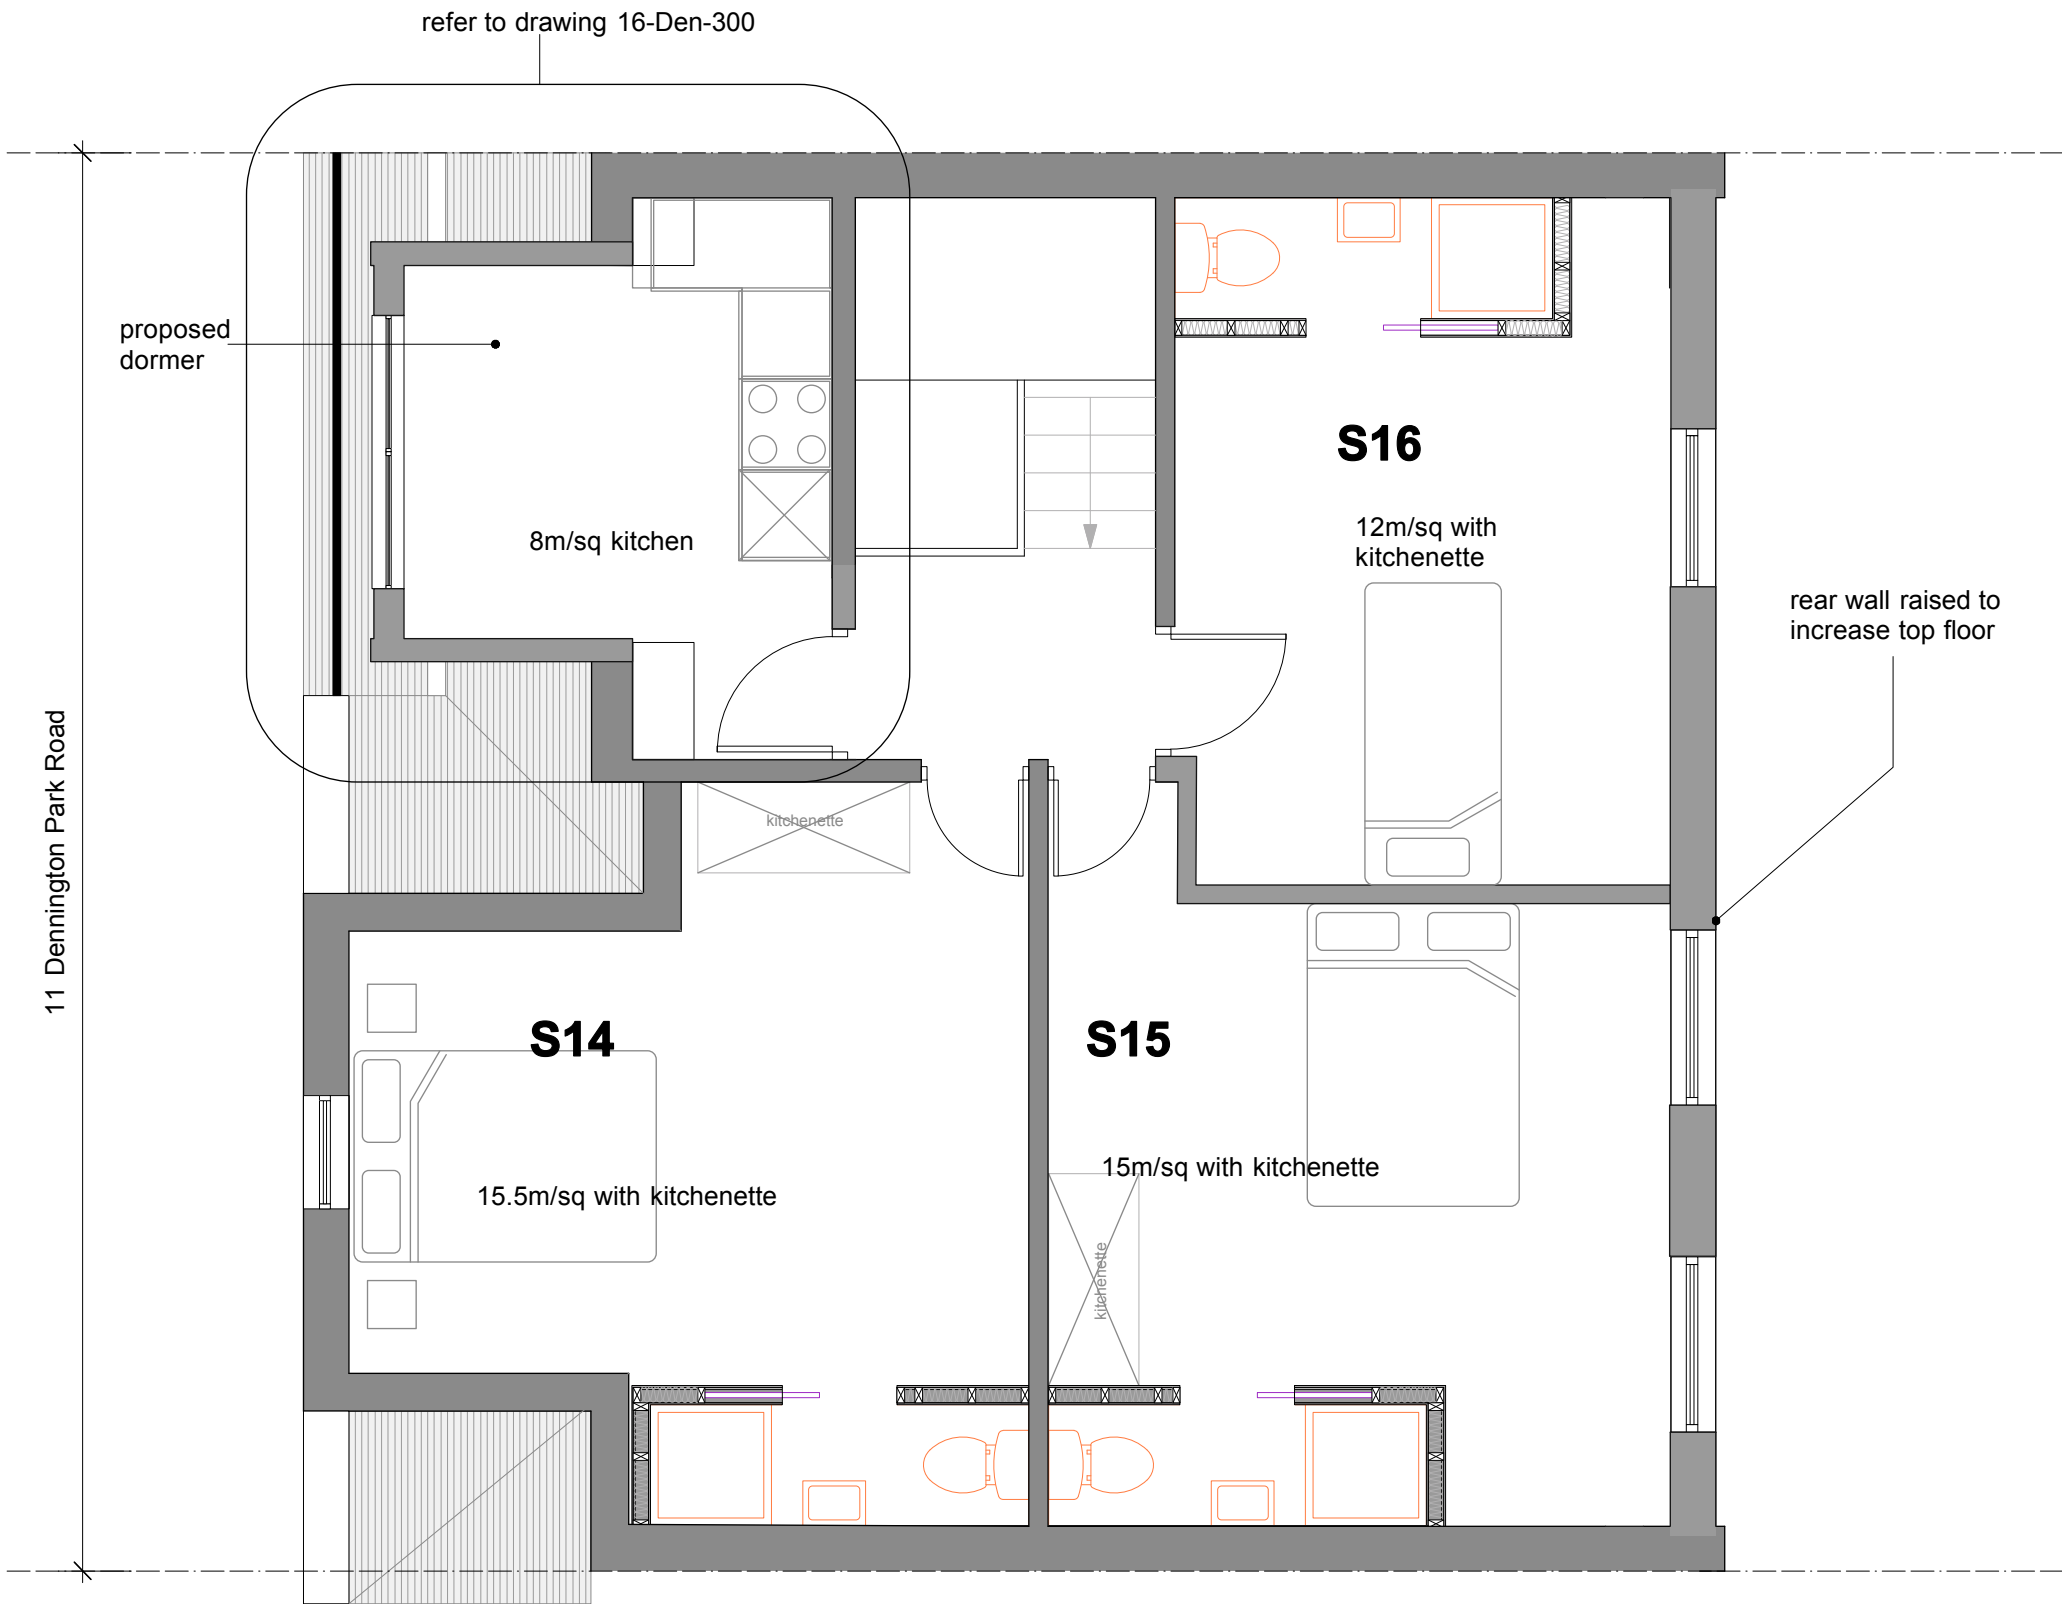 refer to drawing 16-Den-300
proposed
dormer
S16
8m/sq kitchen
12m/sq with
kitchenette
rear wall raised to
increase top floor
11 Dennington Park Road
kitchenette
S14
S15
15.5m/sq with kitchenette
15m/sq with kitchenette
kitchenette